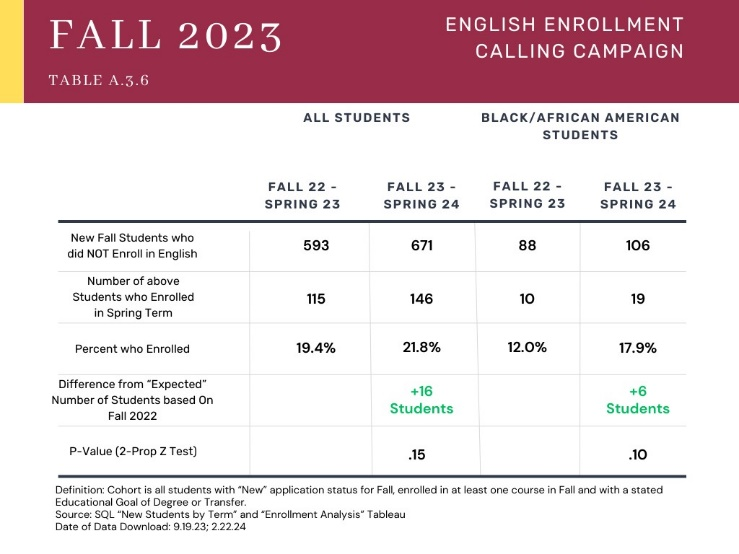 FALL 2023
TABLE A.3.6
ENGLISH ENROLLMENT
CALLING CAMPAIGN
ALL STUDENTS
BLACK/AFRICAN AMERICAN
STUDENTS
FALL 22 -
SPRING 23
FALL 23 -
SPRING 24
FALL 22 -
SPRING 23
FALL 23 -
SPRING 24
New Fall Students who
did NOT Enroll in English
593
671
88
106
Number of above
Students who Enrolled
in Spring Term
115
146
10
19
Percent who Enrolled
19.4%
21.8%
12.0%
17.9%
Difference from “Expected”
Number of Students based On
Fall 2022
+16
Students
+6
Students
P-Value (2-Prop Z Test)
.15
.10
Definition: Cohort is all students with “New” application status for Fall, enrolled in at least one course in Fall and with a stated
Educational Goal of Degree or Transfer.
Source: SQL “New Students by Term” and “Enrollment Analysis” Tableau
Date of Data Download: 9.19.23; 2.22.24